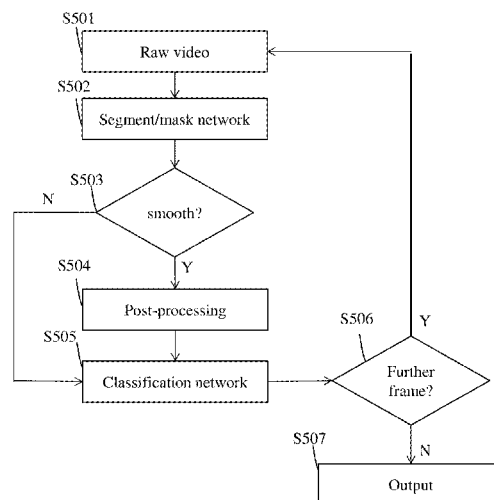 S501
Raw video
S502
Segment/mask network
S503
N
smooth?
Y
S504
Post-processing
S505
Classification network
S506
Y
Further
frame?
N
S507
Output